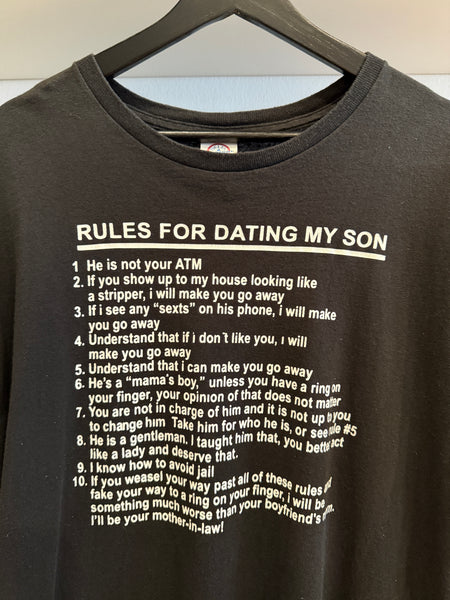 RULES FOR DATING MY SON
1 He is not your ATM
2. If you show up to my house looking like
a stripper, i will make you go away
3. If i see any “sexts” on his phone, i will make
you go away
4. Understand that if i don't like you, i will
make you go away
5. Understand that i can make you go away
6. He's a “mama's boy,” unless you have a ring on
your finger, your opinion of that does not matter
7. You are not in charge of him and it is not up to you
to change him Take him for who he is, or see rule #5
8. He is a gentleman. I taught him that, you better act
like a lady and deserve that.
9. I know how to avoid jail
10. If you weasel your way past all of these rules and
fake your way to a ring on your finger, i will be
something much worse than your boyfriend's mom.
I'll be your mother-in-law!